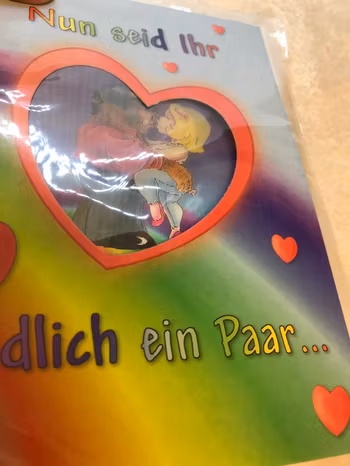 Nun seid Ihr
dlich ein Paar...